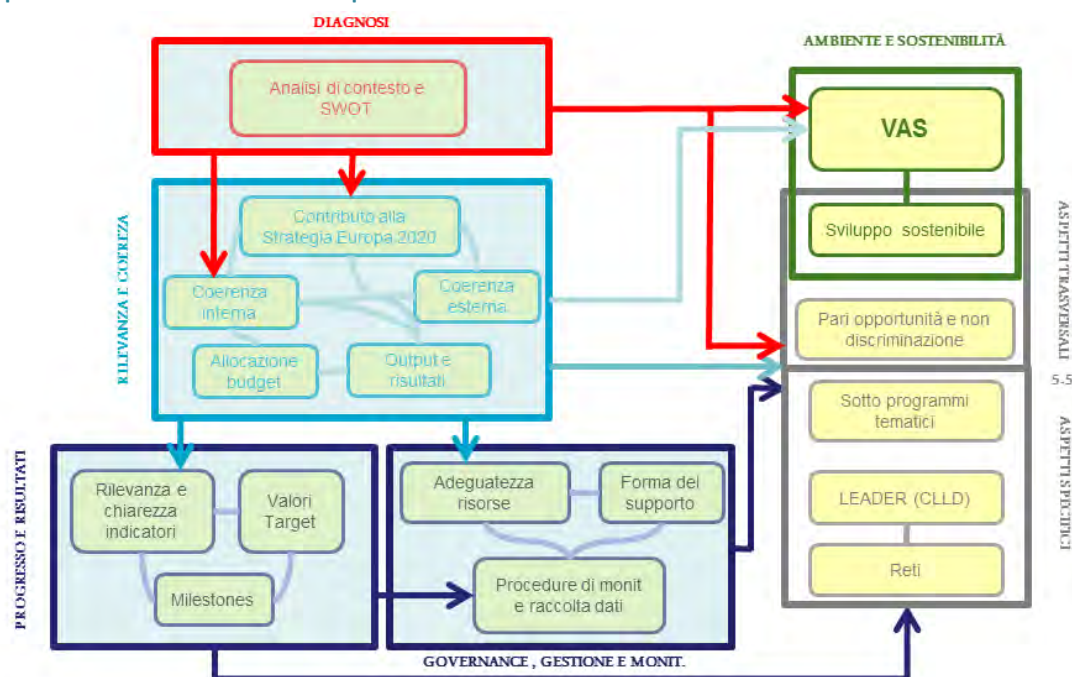 DIAGNOSI
AMBIENTE E SOSTENIBILITÀ
Analisi di contesto e
SWOT
VAS
Sviluppo sostenibile
RILEVANZA E COEREZA
Contributo alla
Strategia Europa 2020
Coerenza
interna
Coerenza
esterna
Allocazione
budget
Output e
risultati
Pari opportunità e non
discriminazione
ASPETTI TRASVERSALI
5-5
Sotto programmi
tematici
LEADER (CLLD)
Reti
ASPETTI SPECIFICI
PROGRESSO E RISULTATI
Rilevanza e
chiarezza
indicatori
Valori
Target
Milestones
Adeguatezza
risorse
Forma del
supporto
Procedure di monit
e raccolta dati
GOVERNANCE , GESTIONE E MONIT.